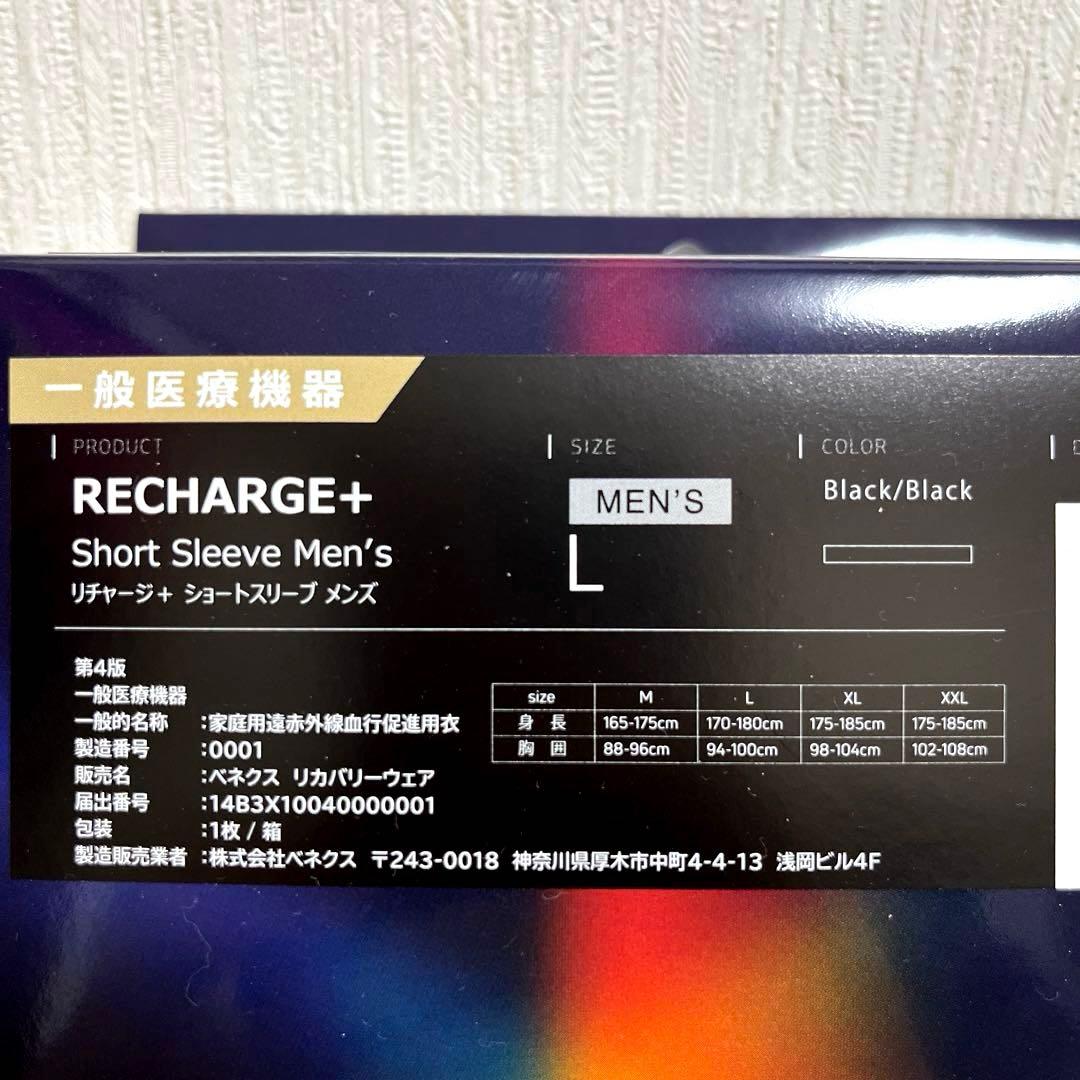 一般医療機器
PRODUCT
RECHARGE+
Short Sleeve Men's
リチャージ+ ショートスリーブ メンズ
SIZE
MEN'S
L
COLOR
Black/Black
第4版
一般医療機器
一般的名称 :家庭用遠赤外線血行促進用衣
製造番号 :0001
販売名 :ベネクス リカバリーウェア
届出番号 :14B3X10040000001
包装 :1枚 / 箱
製造販売業者 :株式会社ベネクス 〒243-0018 神奈川県厚木市中町4-4-13 浅岡ビル4F
size M L XL XXL
身長 165-175cm 170-180cm 175-185cm 175-185cm
胸囲 88-96cm 94-100cm 98-104cm 102-108cm